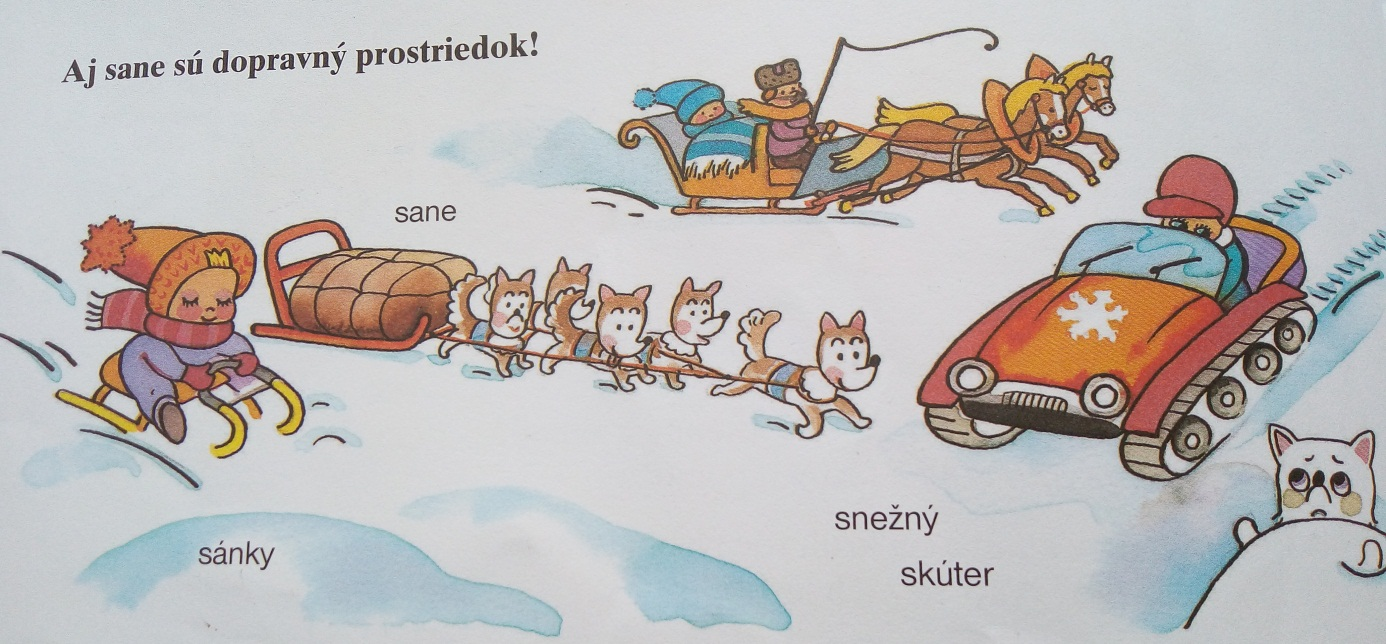 Aj sane sú dopravný prostriedok!
sane
snežný
skúter
sánky